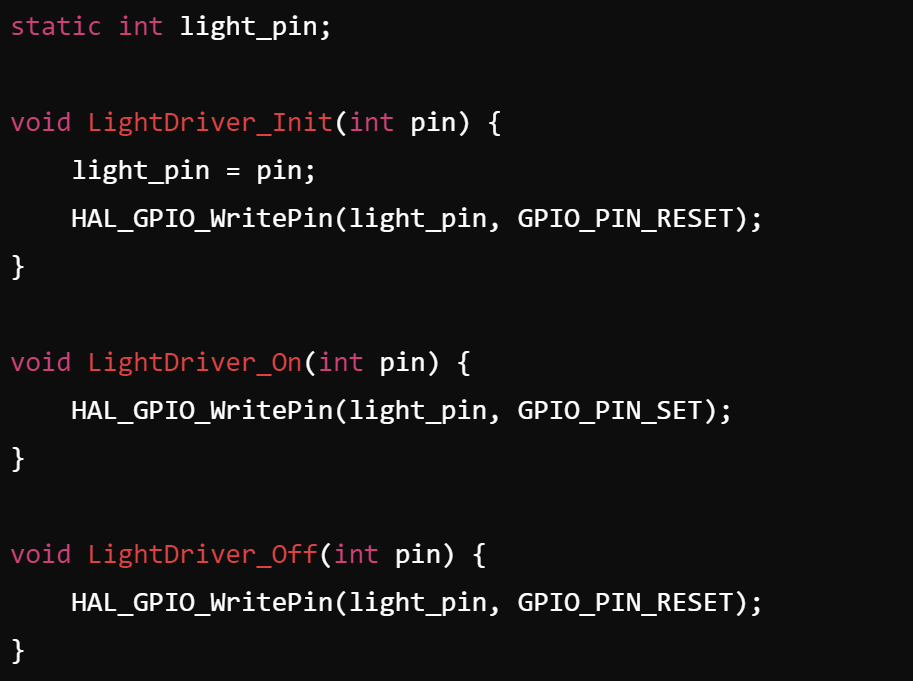 static int light_pin;
void LightDriver_Init(int pin) {
    light_pin = pin;
    HAL_GPIO_WritePin(light_pin, GPIO_PIN_RESET);
}
void LightDriver_On(int pin) {
    HAL_GPIO_WritePin(light_pin, GPIO_PIN_SET);
}
void LightDriver_Off(int pin) {
    HAL_GPIO_WritePin(light_pin, GPIO_PIN_RESET);
}